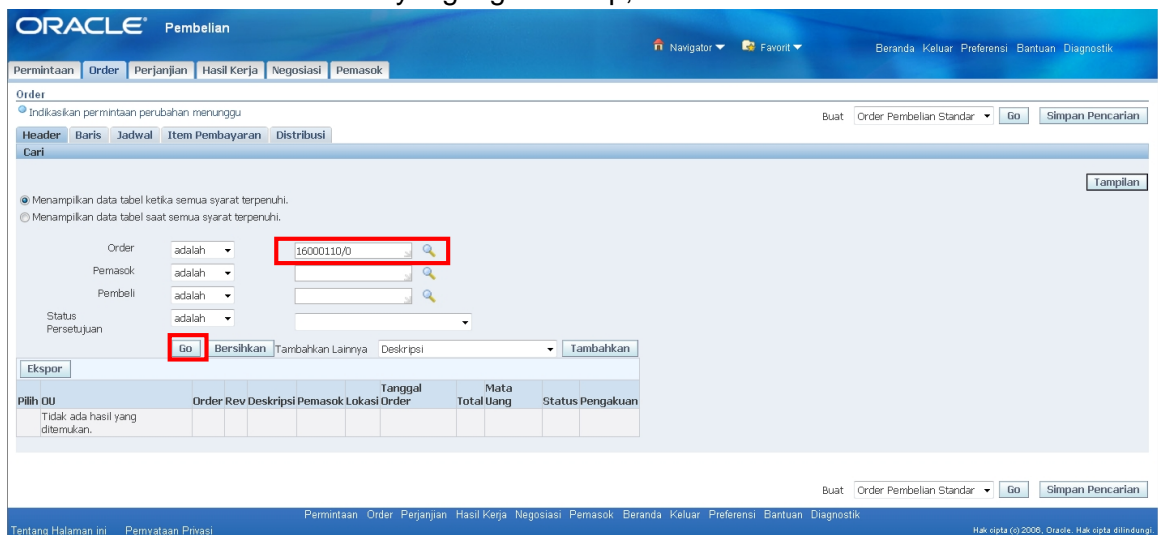 ORACLE® Pembelian
Navigator Favorit Beranda Keluar Preferensi Bantuan Diagnostik
Permintaan Order Perjanjian Hasil Kerja Negosiasi Pemasok
Order
Indikasikan permintaan perubahan menunggu
Buat Order Pembelian Standar Go Simpan Pencarian
Header Baris Jadwal Item Pembayaran Distribusi
Cari
Tampilan
Menampilkan data tabel ketika semua syarat terpenuhi.
Menampilkan data tabel saat semua syarat terpenuhi.
Order adalah 16000110/0
Pemasok adalah
Pembeli adalah
Status Persetujuan adalah
Go Bersihkan Tambahkan Lainnya Deskripsi Tambahkan
Ekspor
Pilih OU Order Rev Deskripsi Pemasok Lokasi Tanggal Order Total Mata Uang Status Pengakuan
Tidak ada hasil yang
ditemukan.
Buat Order Pembelian Standar Go Simpan Pencarian
Permintaan Order Perjanjian Hasil Kerja Negosiasi Pemasok Beranda Keluar Preferensi Bantuan Diagnostik
Tentang Halaman ini Pernyataan Privasi Hak cipta (c) 2006, Oracle. Hak cipta dilindungi.